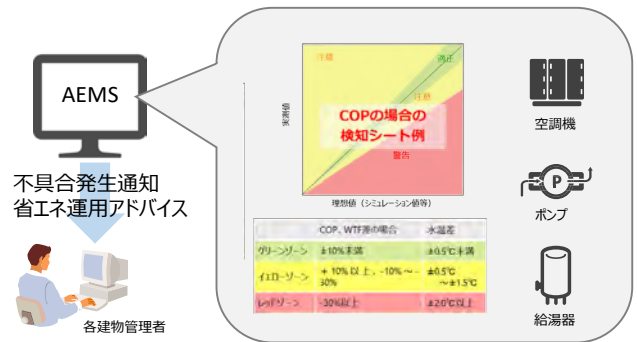 AEMS
不具合発生通知
省エネ運用アドバイス
各建物管理者
注意
適正
注意
COPの場合の
検知シート例
警告
実測値
理想値（シミュレーション値等）
COP、WTF等の場合 水温差
グリーンゾーン ±10%未満 ±0.5℃未満
イエローゾーン +10%以上、-10%～-30% ±0.5℃～±1.5℃
レッドゾーン -30%以上 ±2.0℃以上
空調機
P
ポンプ
給湯器